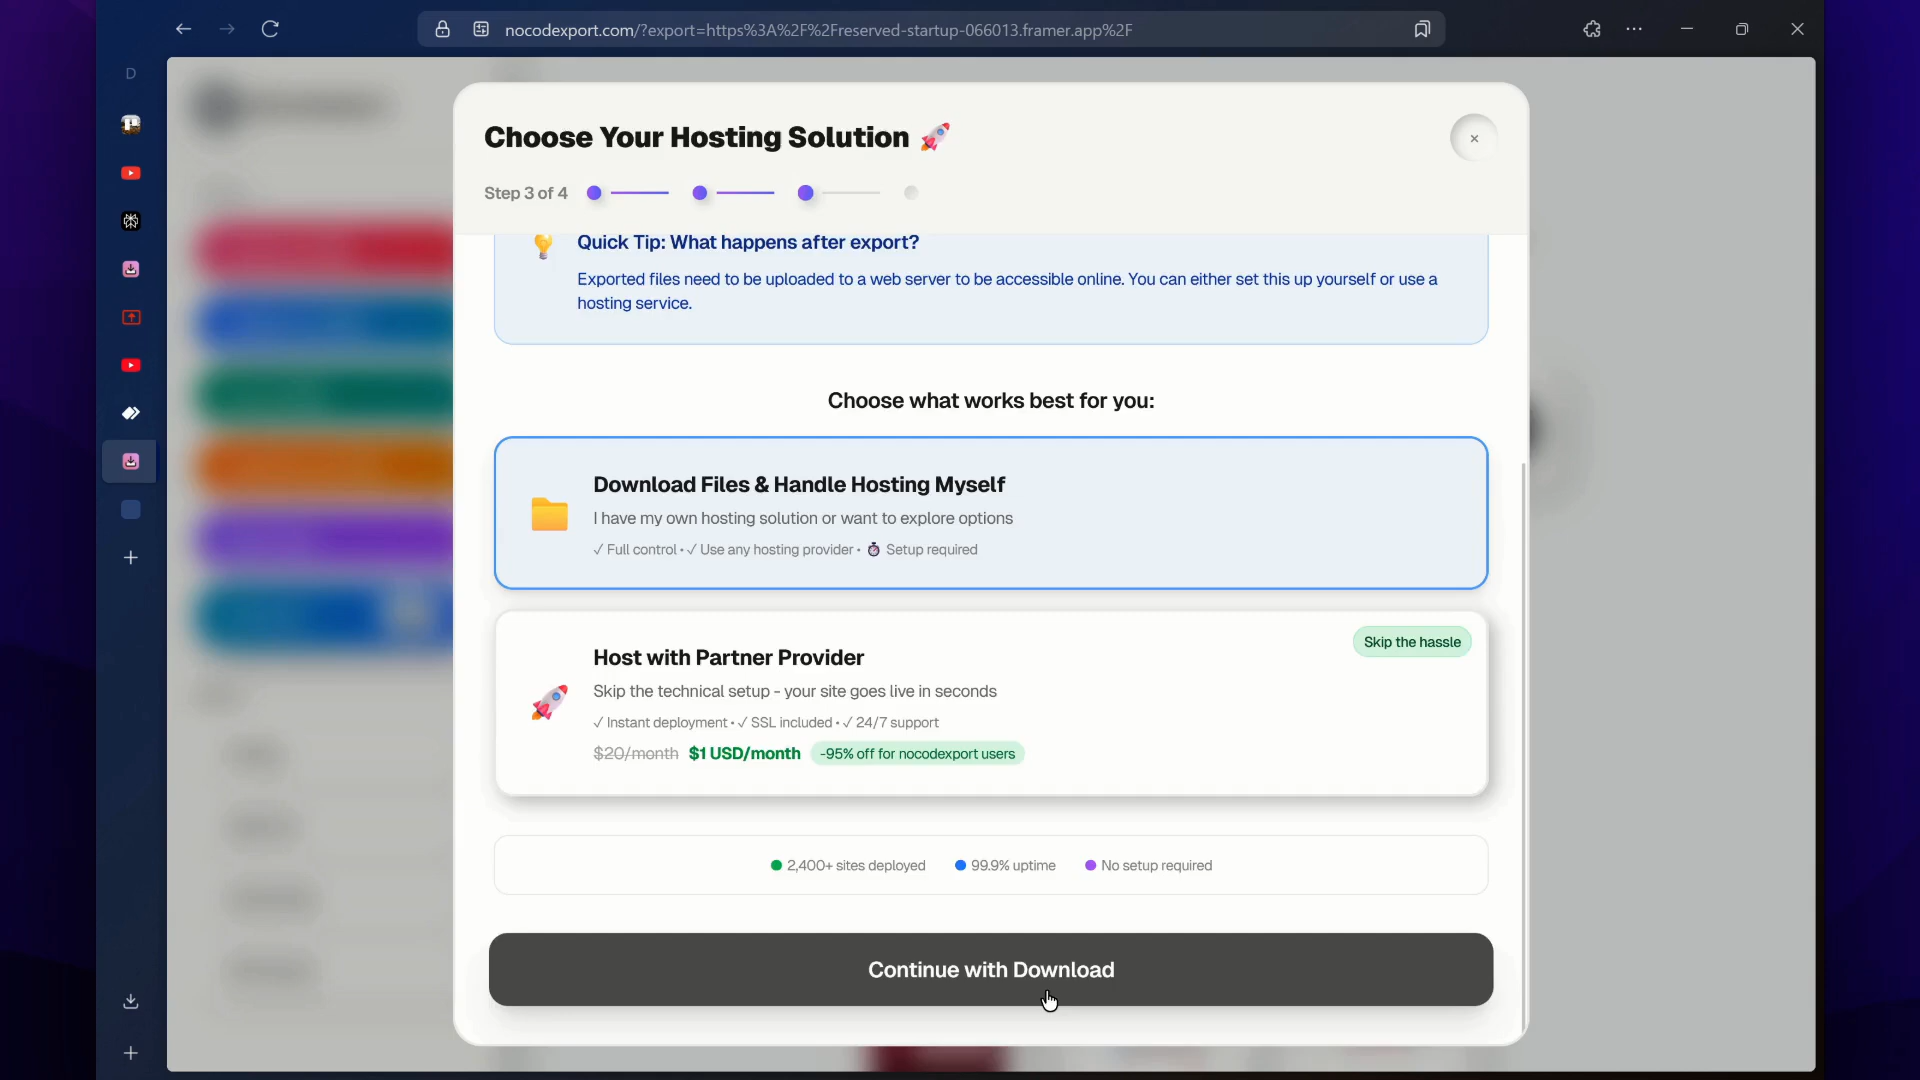 nocodexport.com/?export=https%3A%2F%2Freserved-startup-066013.framer.app%2F
D
Choose Your Hosting Solution 🚀
×
Step 3 of 4
Quick Tip: What happens after export?
Exported files need to be uploaded to a web server to be accessible online. You can either set this up yourself or use a
hosting service.
Choose what works best for you:
Download Files & Handle Hosting Myself
I have my own hosting solution or want to explore options
✓ Full control • ✓ Use any hosting provider • ⏱ Setup required
Skip the hassle
Host with Partner Provider
Skip the technical setup - your site goes live in seconds
✓ Instant deployment • ✓ SSL included • ✓ 24/7 support
$20/month $1 USD/month -95% off for nocodexport users
2,400+ sites deployed 99.9% uptime No setup required
Continue with Download